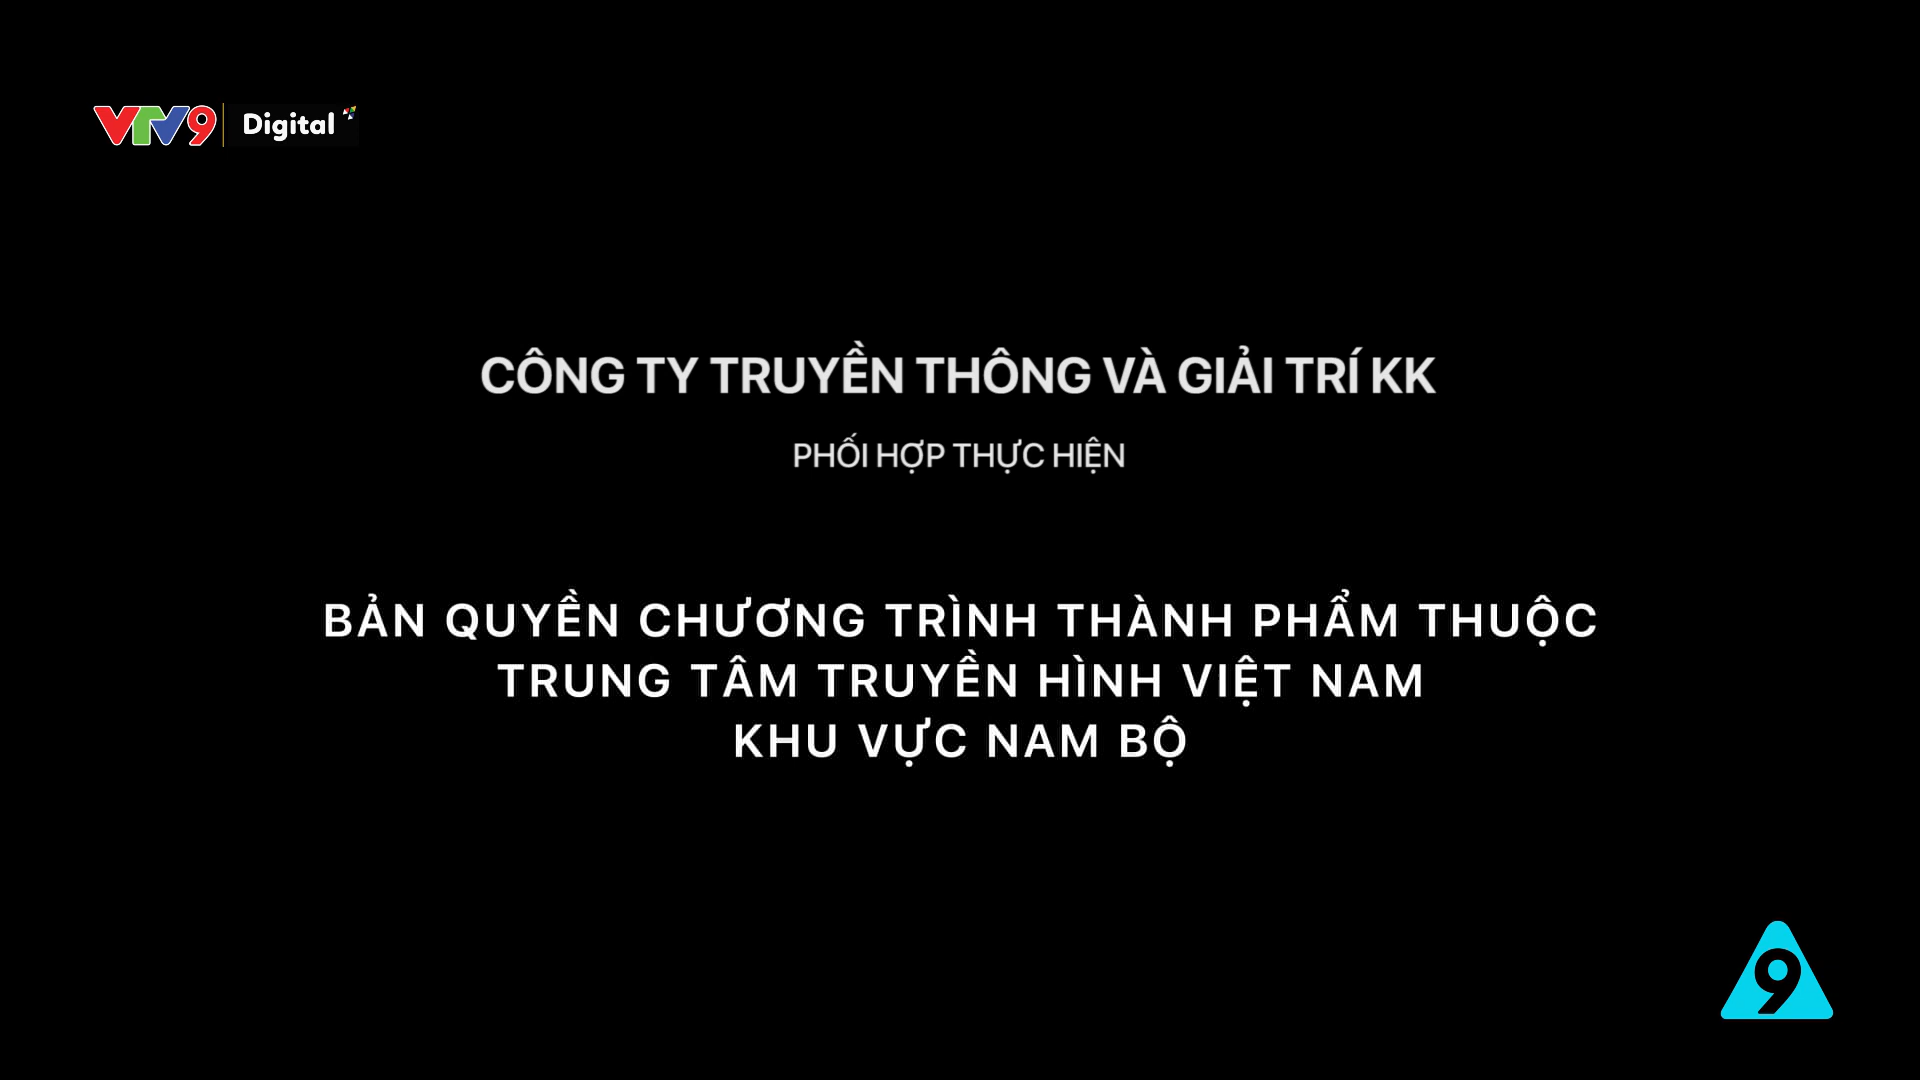 VTV9 Digital
CÔNG TY TRUYỀN THÔNG VÀ GIẢI TRÍ KK
PHỐI HỢP THỰC HIỆN
BẢN QUYỀN CHƯƠNG TRÌNH THÀNH PHẨM THUỘC
TRUNG TÂM TRUYỀN HÌNH VIỆT NAM
KHU VỰC NAM BỘ
9